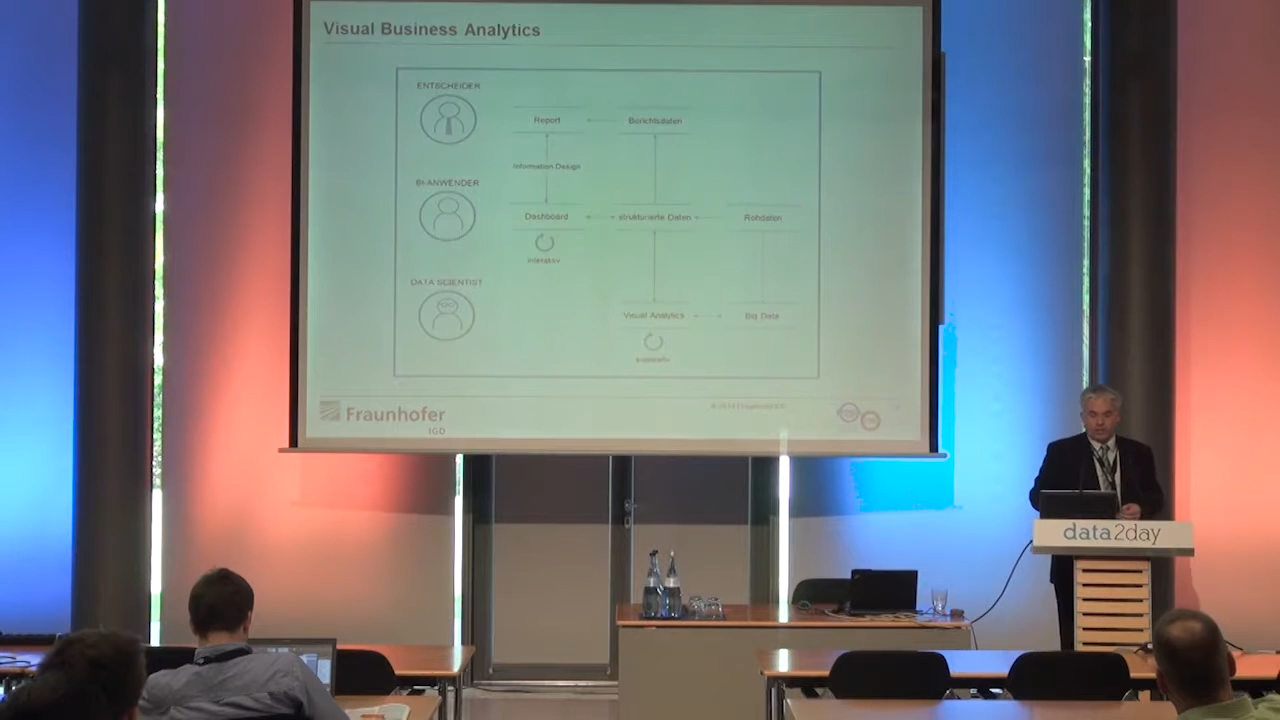 Visual Business Analytics
ENTSCHEIDER
Report
Berichtsdaten
Information Design
BI-ANWENDER
Dashboard
strukturierte Daten
Rohdaten
interaktiv
DATA SCIENTIST
Visual Analytics
Big Data
Fraunhofer
IGD
data2day